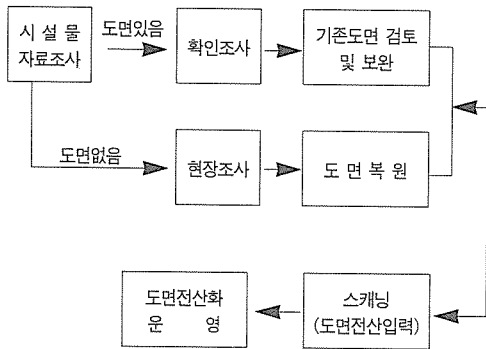 시 설 물
자료조사
도면있음
확인조사
기존도면 검토
및 보완
도면없음
현장조사
도 면 복 원
도면전산화
운 영
스캐닝
(도면전산입력)